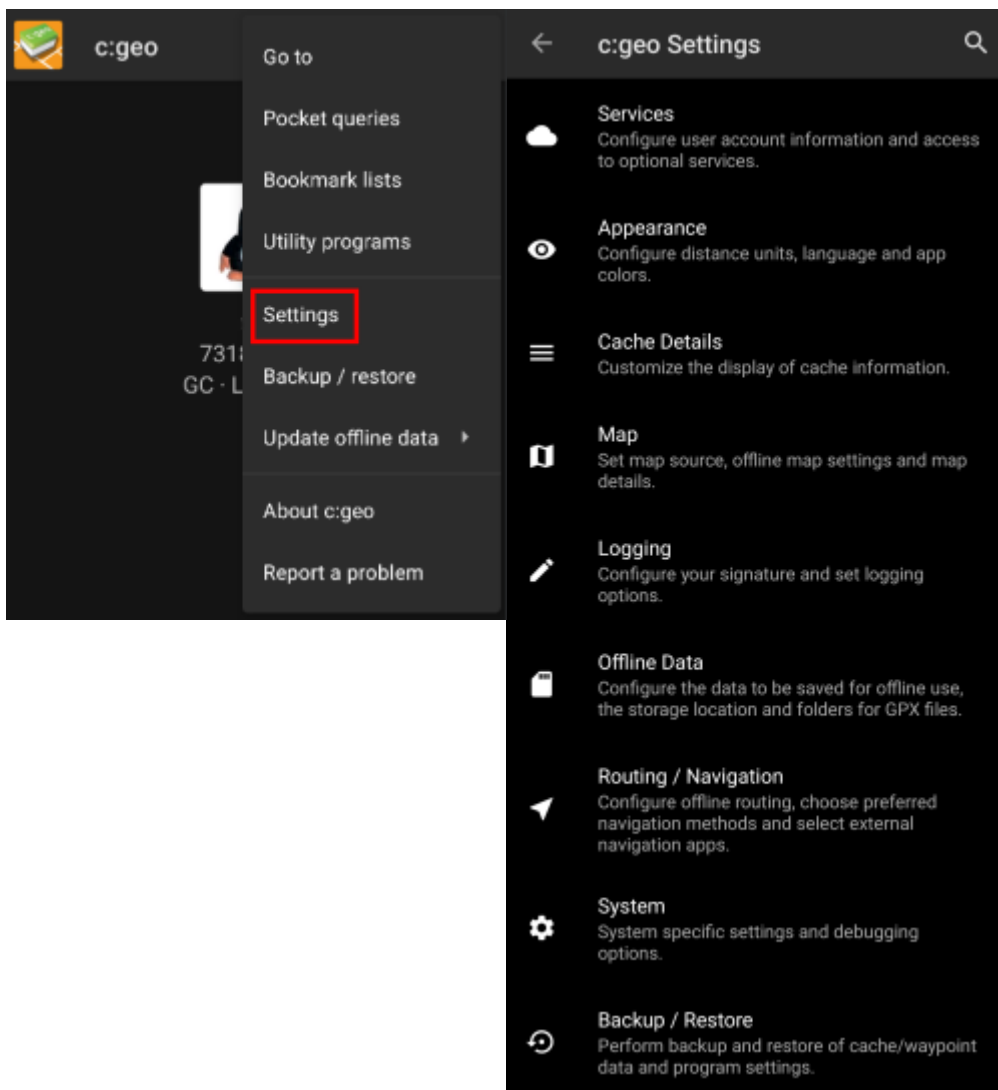 c:geo
Go to
Pocket queries
Bookmark lists
Utility programs
Settings
7318
GC · L
Backup / restore
Update offline data
About c:geo
Report a problem
c:geo Settings
Services
Configure user account information and access
to optional services.
Appearance
Configure distance units, language and app
colors.
Cache Details
Customize the display of cache information.
Map
Set map source, offline map settings and map
details.
Logging
Configure your signature and set logging
options.
Offline Data
Configure the data to be saved for offline use,
the storage location and folders for GPX files.
Routing / Navigation
Configure offline routing, choose preferred
navigation methods and select external
navigation apps.
System
System specific settings and debugging
options.
Backup / Restore
Perform backup and restore of cache/waypoint
data and program settings.